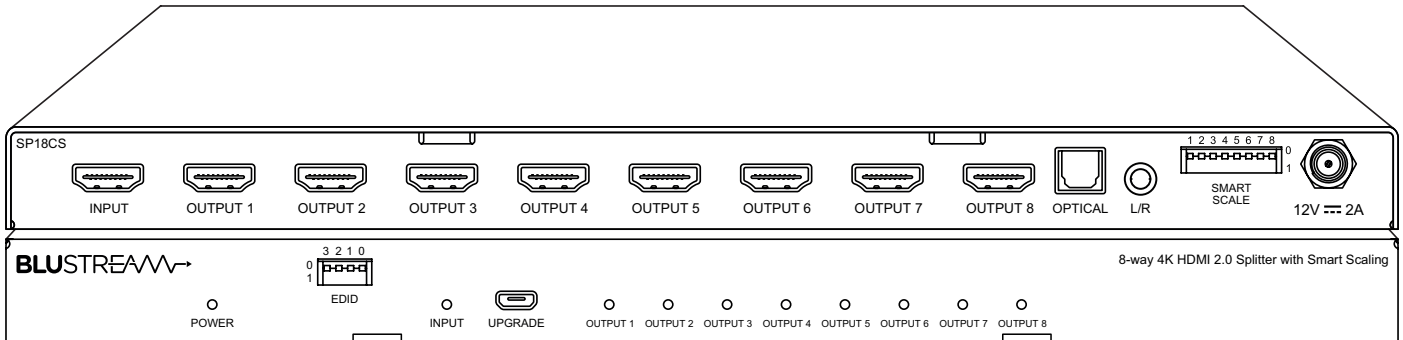 SP18CS
1 2 3 4 5 6 7 8
0
1
INPUT OUTPUT 1 OUTPUT 2 OUTPUT 3 OUTPUT 4 OUTPUT 5 OUTPUT 6 OUTPUT 7 OUTPUT 8 OPTICAL L/R
SMART
SCALE
12V 2A
BLUSTREAM
3 2 1 0
0
1
EDID
8-way 4K HDMI 2.0 Splitter with Smart Scaling
POWER INPUT UPGRADE OUTPUT 1 OUTPUT 2 OUTPUT 3 OUTPUT 4 OUTPUT 5 OUTPUT 6 OUTPUT 7 OUTPUT 8